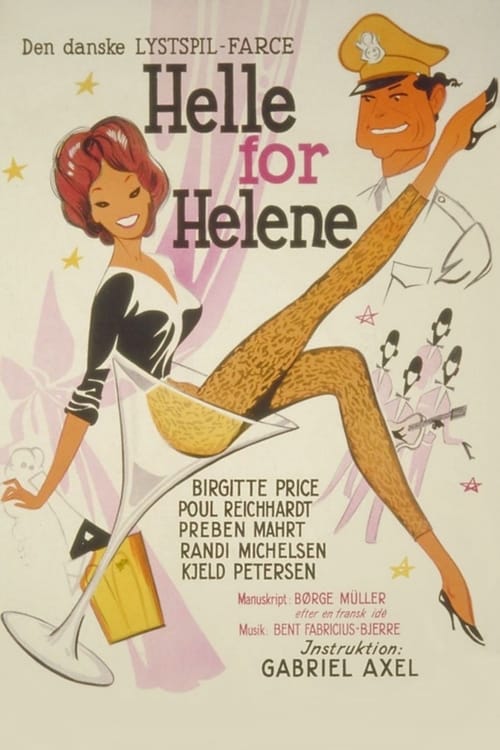 Den danske LYSTSPIL-FARCE
Helle
for
Helene
BIRGITTE PRICE
POUL REICHHARDT
PREBEN MAHRT
RANDI MICHELSEN
KJELD PETERSEN
Manuskript: BØRGE MÜLLER
efter en fransk idè
Musik: BENT FABRICIUS-BJERRE
Instruktion:
GABRIEL AXEL